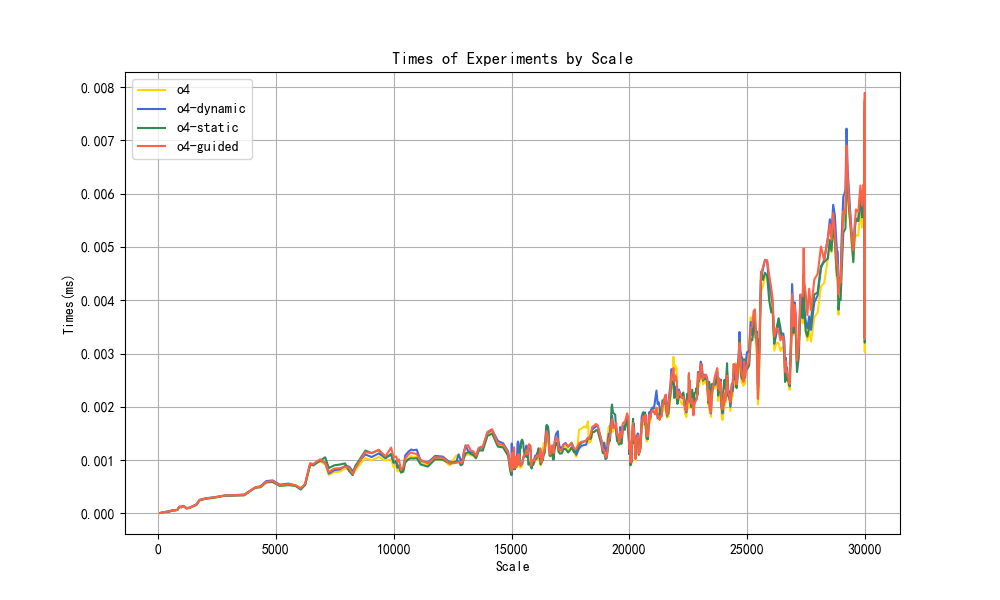 Times of Experiments by Scale
o4
o4-dynamic
o4-static
o4-guided
0.008
0.007
0.006
0.005
0.004
0.003
0.002
0.001
0.000
Times(ms)
0 5000 10000 15000 20000 25000 30000
Scale